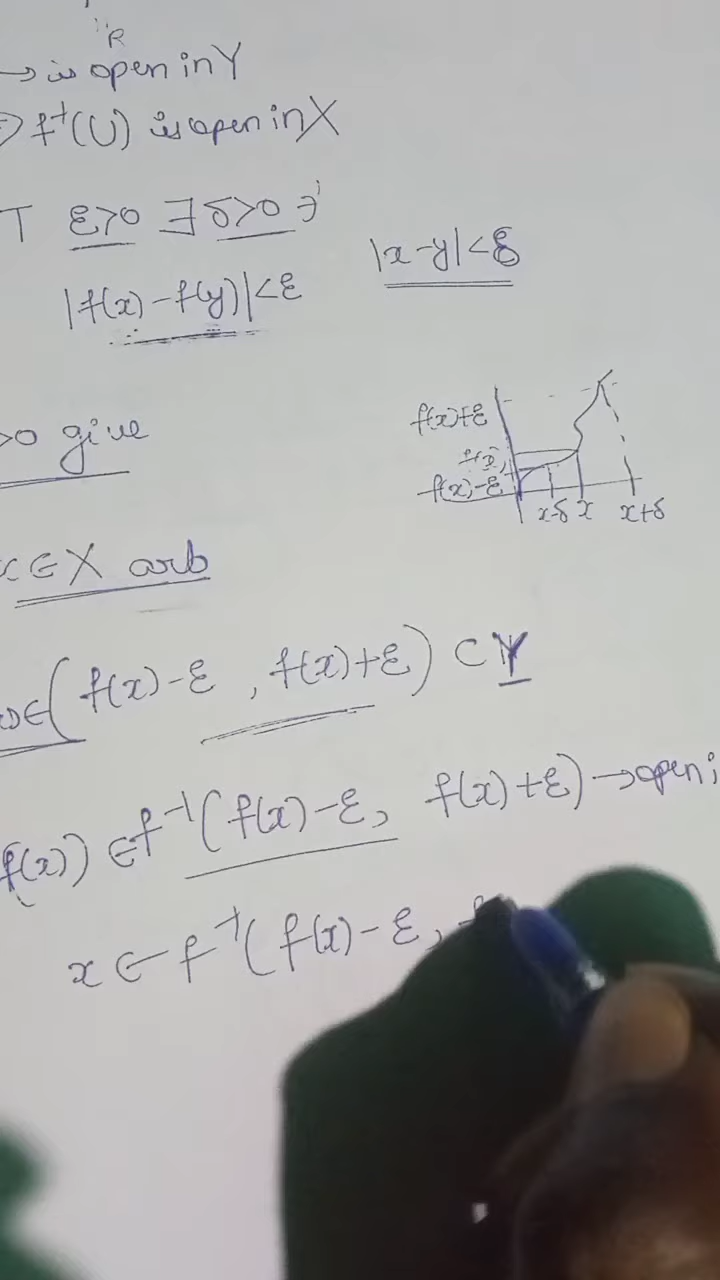 R
→ is open in Y
f⁻¹(U) is open in X
T ε>0 ∃ δ>0 ∋
|x-y|<δ
|f(x)-f(y)|<ε
>0 give
f(x)+ε
f(x)
f(x)-ε
x-δ x x+δ
x∈X arb
∈(f(x)-ε, f(x)+ε) ⊂ Y
f(x)) ∈ f⁻¹(f(x)-ε, f(x)+ε) → open i
x ∈ f⁻¹(f(x)-ε, f